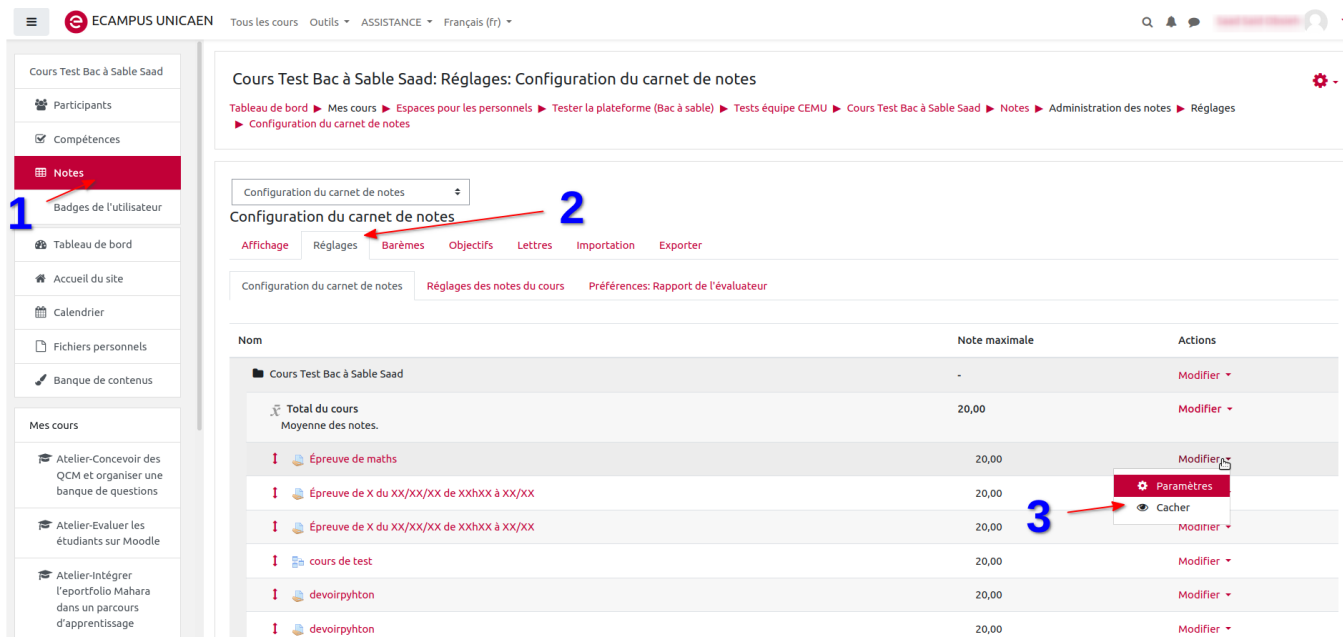 ECAMPUS UNICAEN Tous les cours Outils ASSISTANCE Français (fr)
Cours Test Bac à Sable Saad
Participants
Compétences
Notes
1
Badges de l'utilisateur
Tableau de bord
Accueil du site
Calendrier
Fichiers personnels
Banque de contenus
Mes cours
Atelier-Concevoir des
QCM et organiser une
banque de questions
Atelier-Evaluer les
étudiants sur Moodle
Atelier-Intégrer
l'eportfolio Mahara
dans un parcours
d'apprentissage
Cours Test Bac à Sable Saad: Réglages: Configuration du carnet de notes
Tableau de bord ► Mes cours ► Espaces pour les personnels ► Tester la plateforme (Bac à sable) ► Tests équipe CEMU ► Cours Test Bac à Sable Saad ► Notes ► Administration des notes ► Réglages
► Configuration du carnet de notes
Configuration du carnet de notes
2
Configuration du carnet de notes
Affichage Réglages Barèmes Objectifs Lettres Importation Exporter
Configuration du carnet de notes Réglages des notes du cours Préférences: Rapport de l'évaluateur
Nom Note maximale Actions
Cours Test Bac à Sable Saad - Modifier
Total du cours 20,00 Modifier
Moyenne des notes.
Épreuve de maths 20,00 Modifier
Paramètres
Épreuve de X du XX/XX/XX de XXhXX à XX/XX 20,00
3
Cacher
Épreuve de X du XX/XX/XX de XXhXX à XX/XX 20,00 Modifier
cours de test 20,00 Modifier
devoirpyhton 20,00 Modifier
devoirpyhton 20,00 Modifier